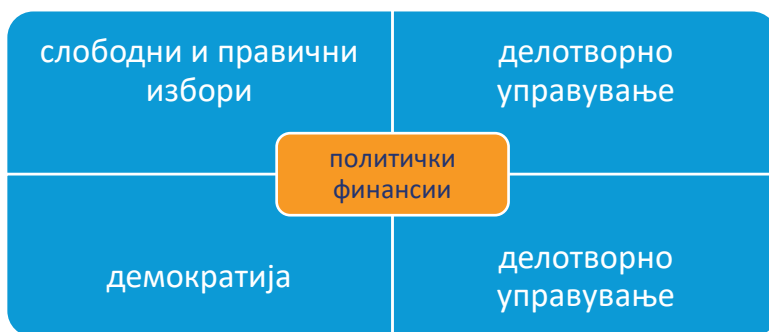 слободни и правични
избори
делотворно
управување
политички
финансии
демократија
делотворно
управување